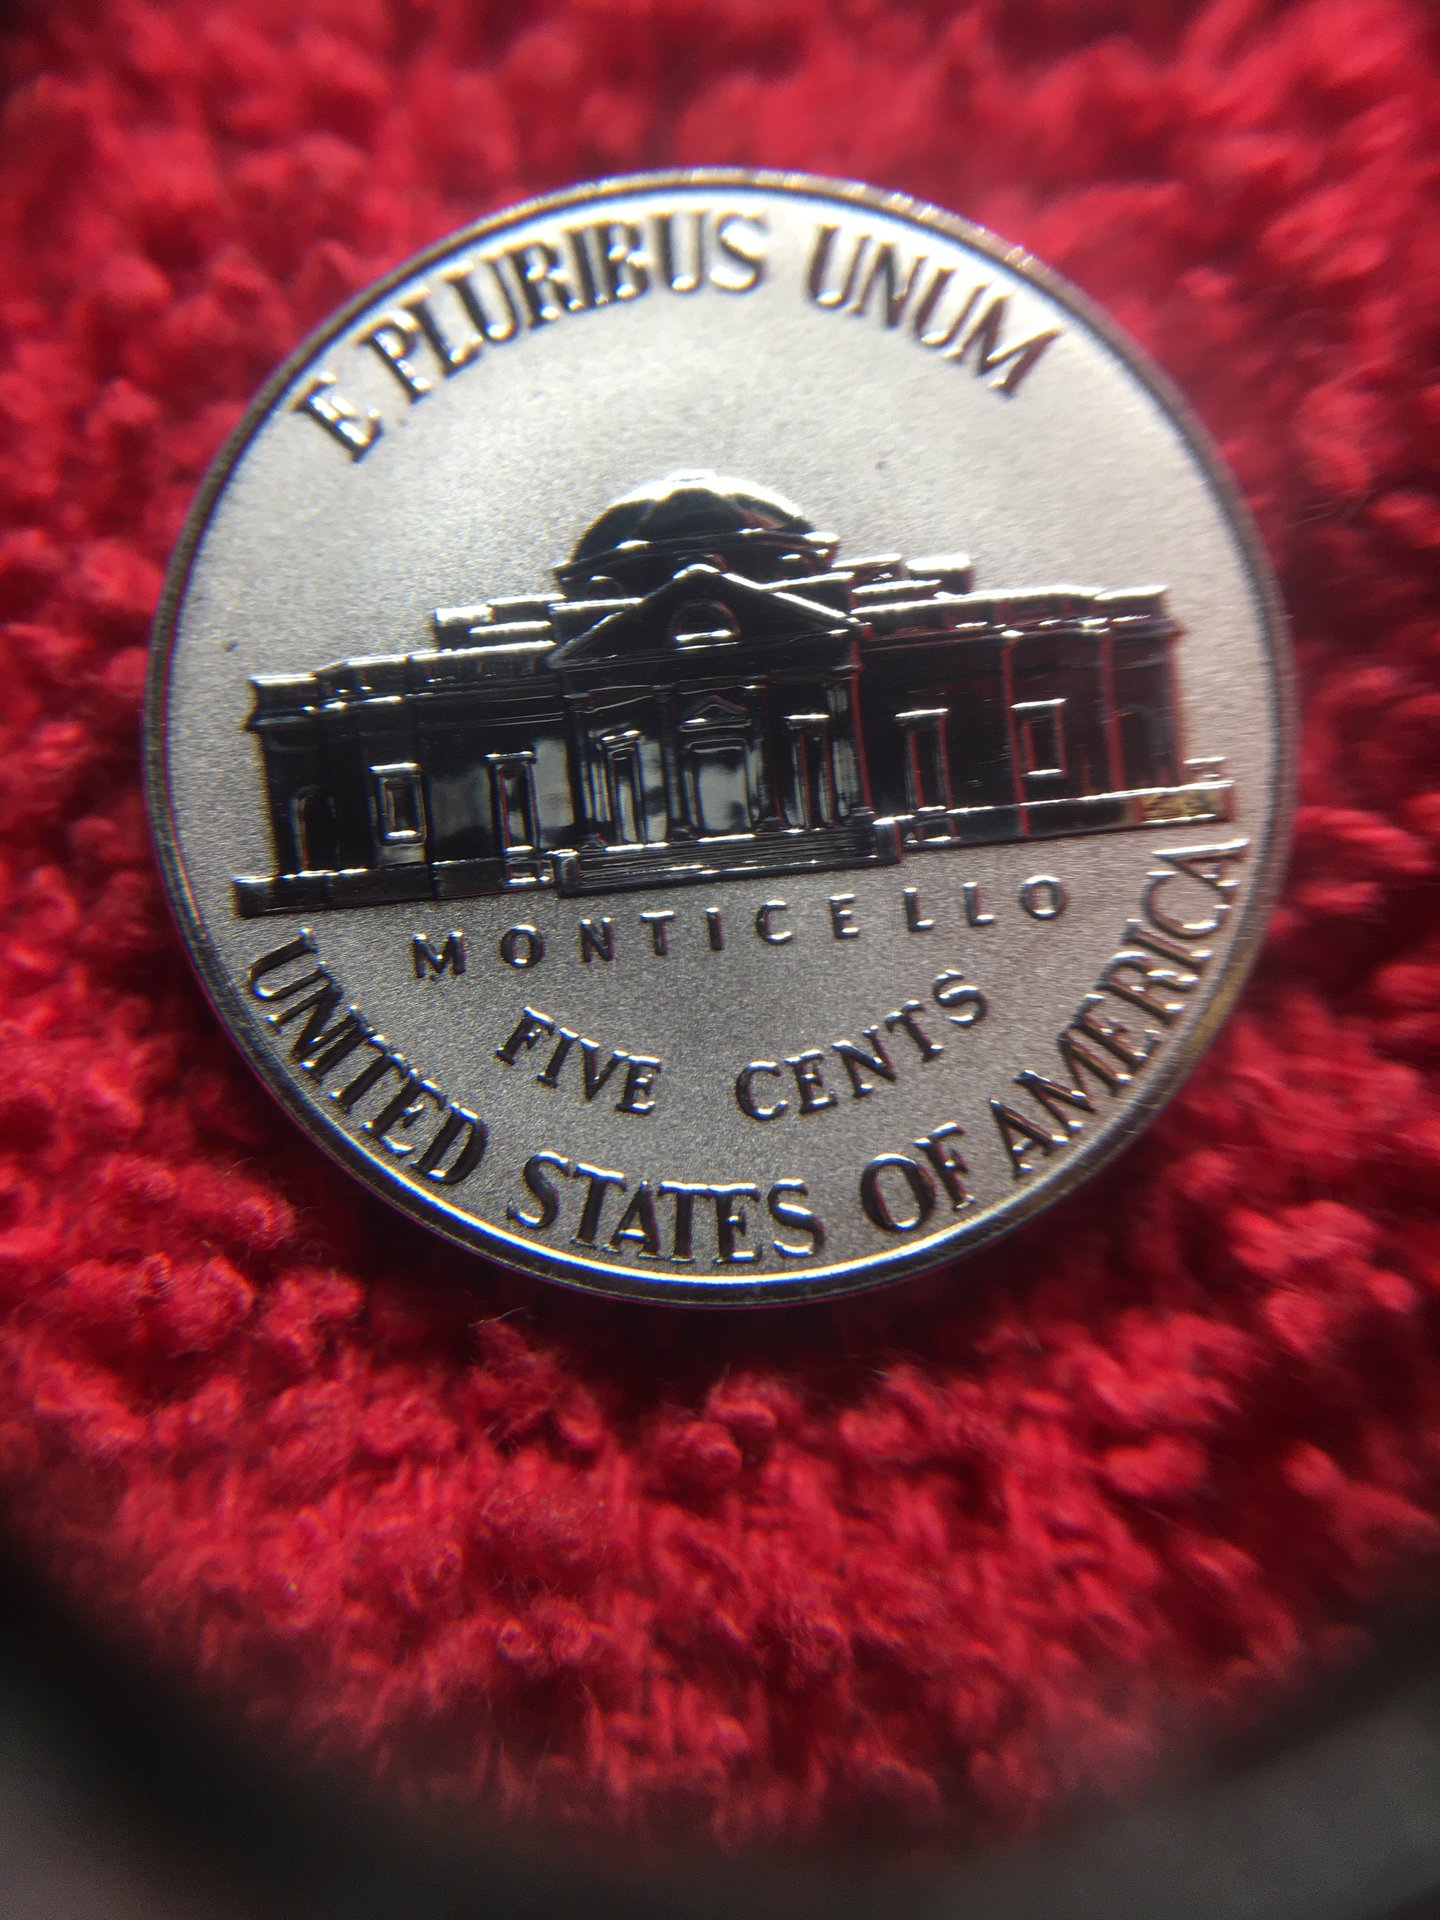 E PLURIBUS UNUM
MONTICELLO
FIVE CENTS
UNITED STATES OF AMERICA